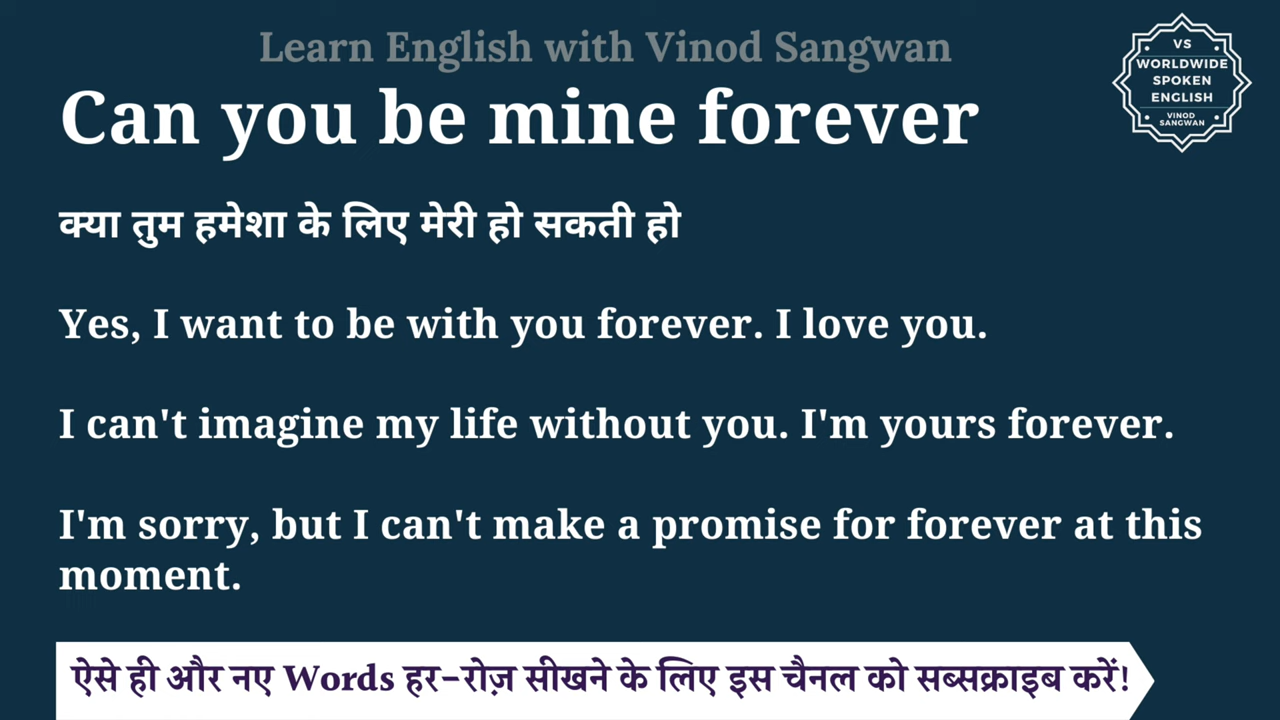 Learn English with Vinod Sangwan
VS
WORLDWIDE
SPOKEN
ENGLISH
VINOD
SANGWAN
Can you be mine forever
क्या तुम हमेशा के लिए मेरी हो सकती हो
Yes, I want to be with you forever. I love you.
I can't imagine my life without you. I'm yours forever.
I'm sorry, but I can't make a promise for forever at this
moment.
ऐसे ही और नए Words हर-रोज़ सीखने के लिए इस चैनल को सब्सक्राइब करें!